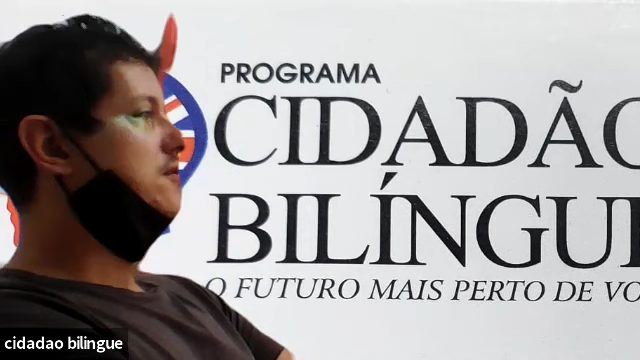 PROGRAMA
CIDADÃO
BILÍNGUE
O FUTURO MAIS PERTO DE VO
cidadao bilingue